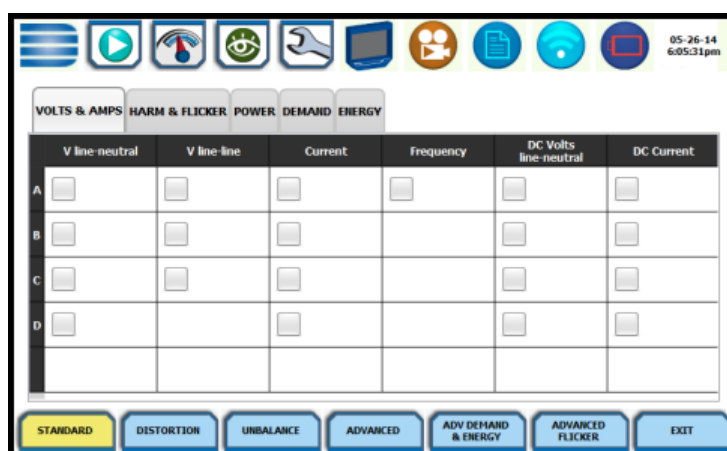 05-26-14
6:05:31pm
VOLTS & AMPS HARM & FLICKER POWER DEMAND ENERGY
V line-neutral V line-line Current Frequency DC Volts line-neutral DC Current
A
B
C
D
STANDARD DISTORTION UNBALANCE ADVANCED ADV DEMAND & ENERGY ADVANCED FLICKER EXIT